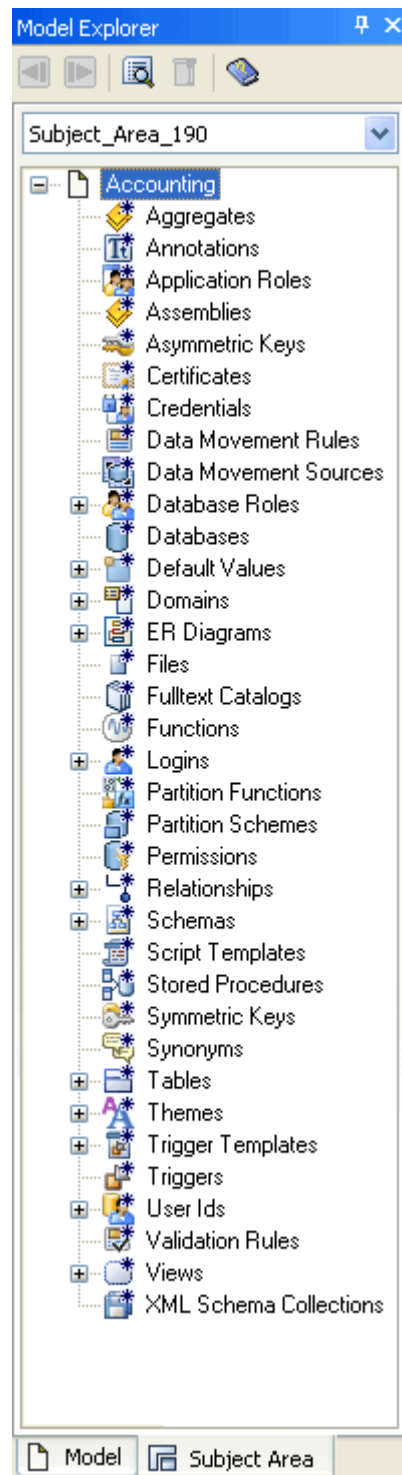 Model Explorer
Subject_Area_190
Accounting
Aggregates
Annotations
Application Roles
Assemblies
Asymmetric Keys
Certificates
Credentials
Data Movement Rules
Data Movement Sources
Database Roles
Databases
Default Values
Domains
ER Diagrams
Files
Fulltext Catalogs
Functions
Logins
Partition Functions
Partition Schemes
Permissions
Relationships
Schemas
Script Templates
Stored Procedures
Symmetric Keys
Synonyms
Tables
Themes
Trigger Templates
Triggers
User Ids
Validation Rules
Views
XML Schema Collections
Model Subject Area